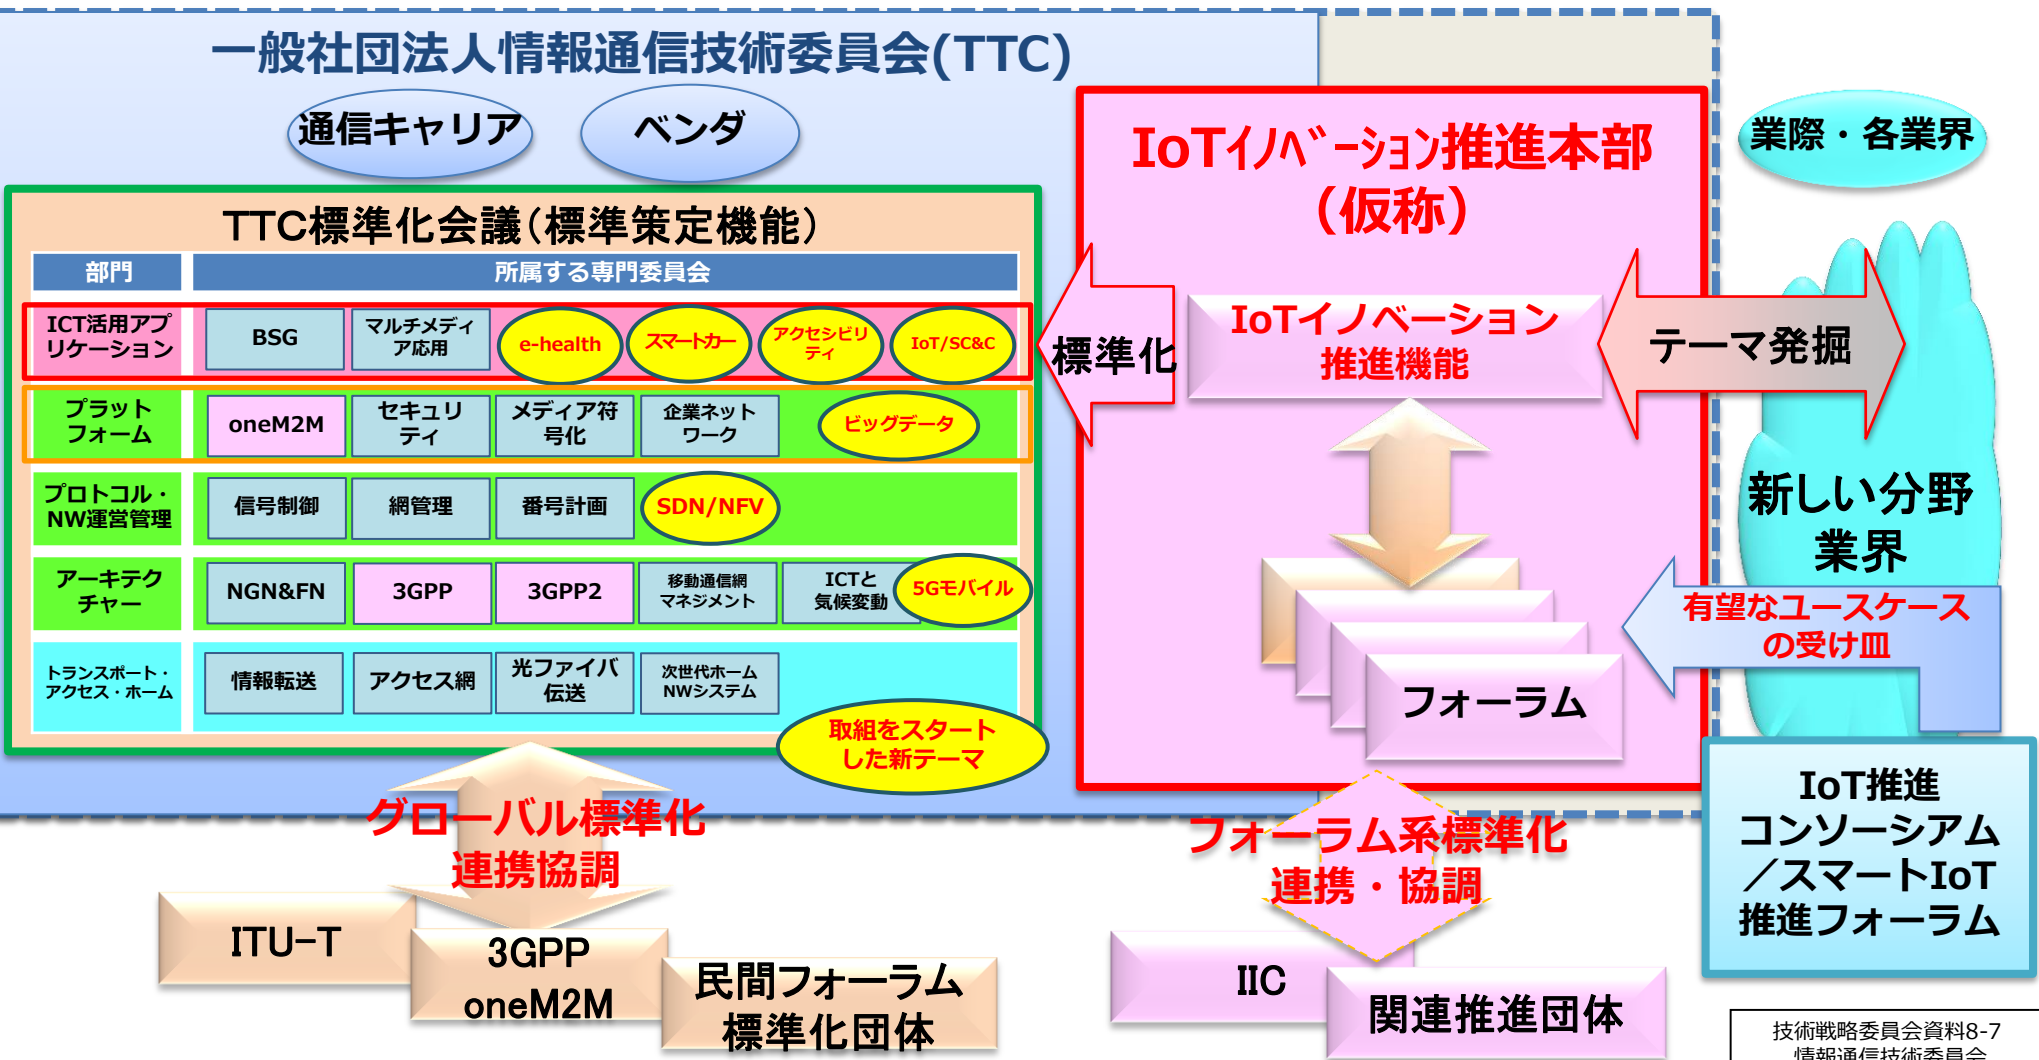 一般社団法人情報通信技術委員会(TTC)
通信キャリア
ベンダ
TTC標準化会議(標準策定機能)
部門
所属する専門委員会
ICT活用アプ
リケーション
BSG
マルチメディ
ア応用
e-health
スマートカー
アクセシビリ
ティ
IoT/SC&C
プラット
フォーム
oneM2M
セキュリ
ティ
メディア符
号化
企業ネット
ワーク
ビッグデータ
プロトコル・
NW運営管理
信号制御
網管理
番号計画
SDN/NFV
アーキテク
チャー
NGN&FN
3GPP
3GPP2
移動通信網
マネジメント
ICTと
気候変動
5Gモバイル
トランスポート・
アクセス・ホーム
情報転送
アクセス網
光ファイバ
伝送
次世代ホーム
NWシステム
取組をスタート
した新テーマ
IoTｲﾉﾍﾞｰｼｮﾝ推進本部
(仮称)
標準化
IoTイノベーション
推進機能
テーマ発掘
フォーラム
業際・各業界
新しい分野
業界
有望なユースケース
の受け皿
IoT推進
コンソーシアム
／スマートIoT
推進フォーラム
グローバル標準化
連携協調
ITU-T
3GPP
oneM2M
民間フォーラム
標準化団体
フォーラム系標準化
連携・協調
IIC
関連推進団体
技術戦略委員会資料8-7
情報通信技術委員会